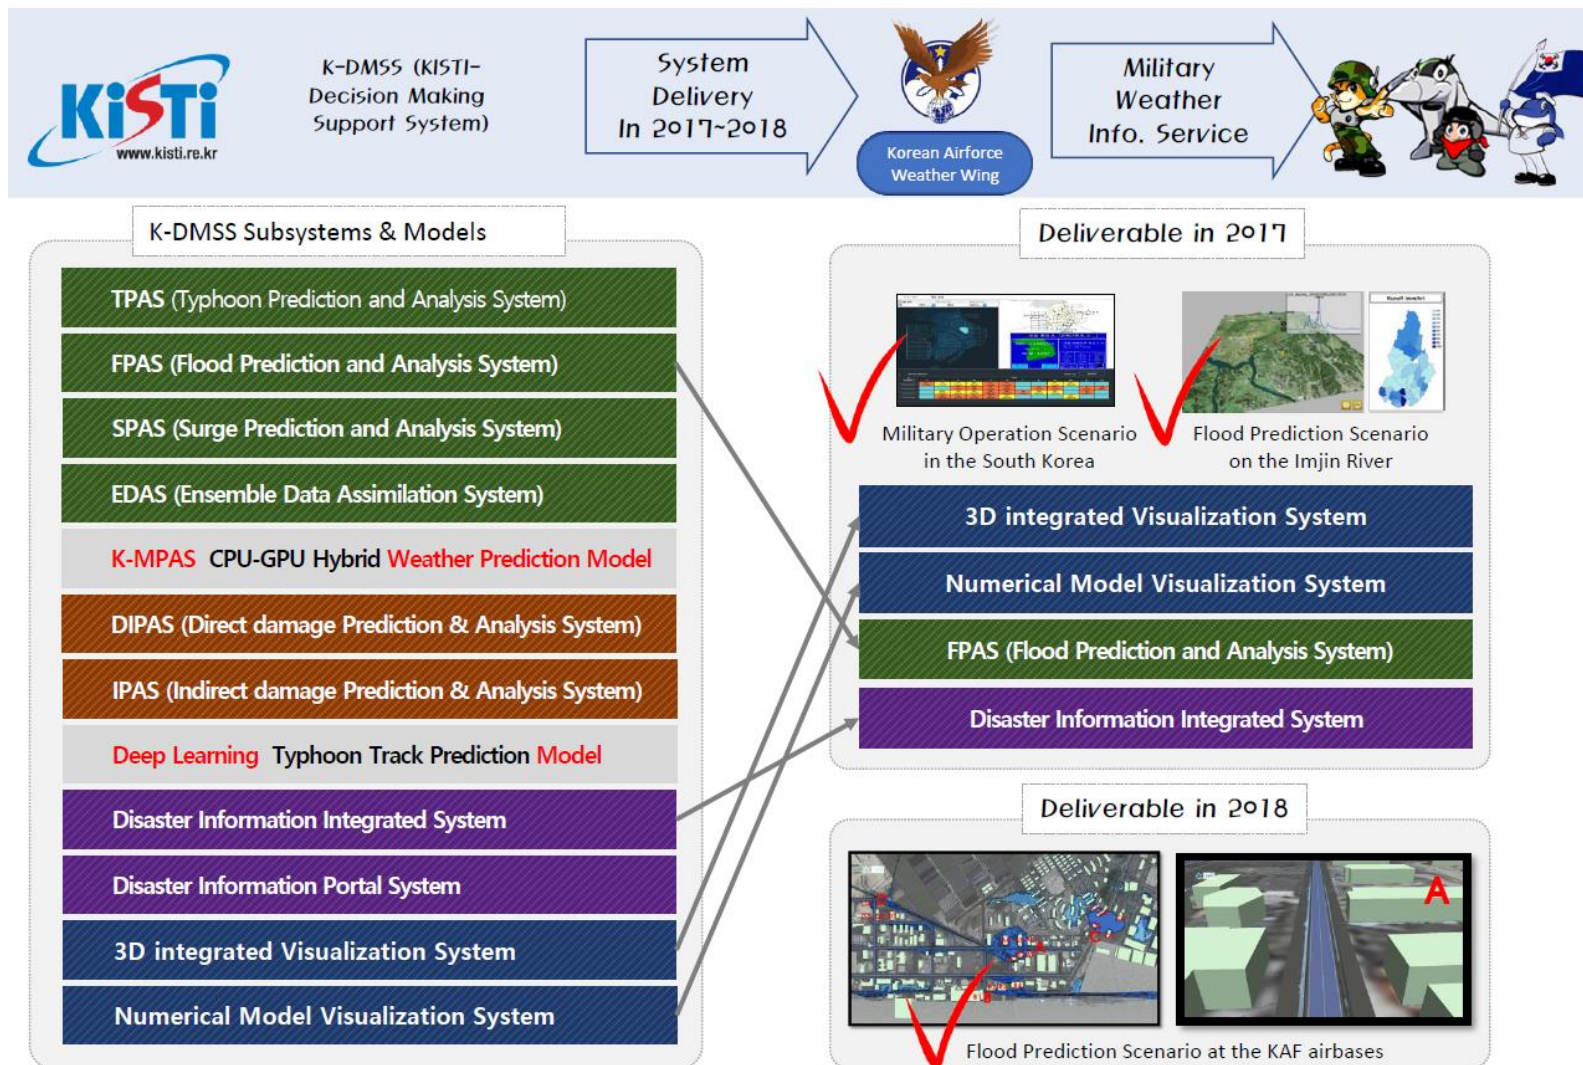 KiSTi
www.kisti.re.kr
K-DMSS (KISTI-
Decision Making
Support System)
System
Delivery
In 2017~2018
Korean Airforce
Weather Wing
Military
Weather
Info. Service
K-DMSS Subsystems & Models
TPAS (Typhoon Prediction and Analysis System)
FPAS (Flood Prediction and Analysis System)
SPAS (Surge Prediction and Analysis System)
EDAS (Ensemble Data Assimilation System)
K-MPAS CPU-GPU Hybrid Weather Prediction Model
DIPAS (Direct damage Prediction & Analysis System)
IPAS (Indirect damage Prediction & Analysis System)
Deep Learning Typhoon Track Prediction Model
Disaster Information Integrated System
Disaster Information Portal System
3D integrated Visualization System
Numerical Model Visualization System
Deliverable in 2017
Military Operation Scenario
in the South Korea
Flood Prediction Scenario
on the Imjin River
3D integrated Visualization System
Numerical Model Visualization System
FPAS (Flood Prediction and Analysis System)
Disaster Information Integrated System
Deliverable in 2018
A
C
B
A
Flood Prediction Scenario at the KAF airbases